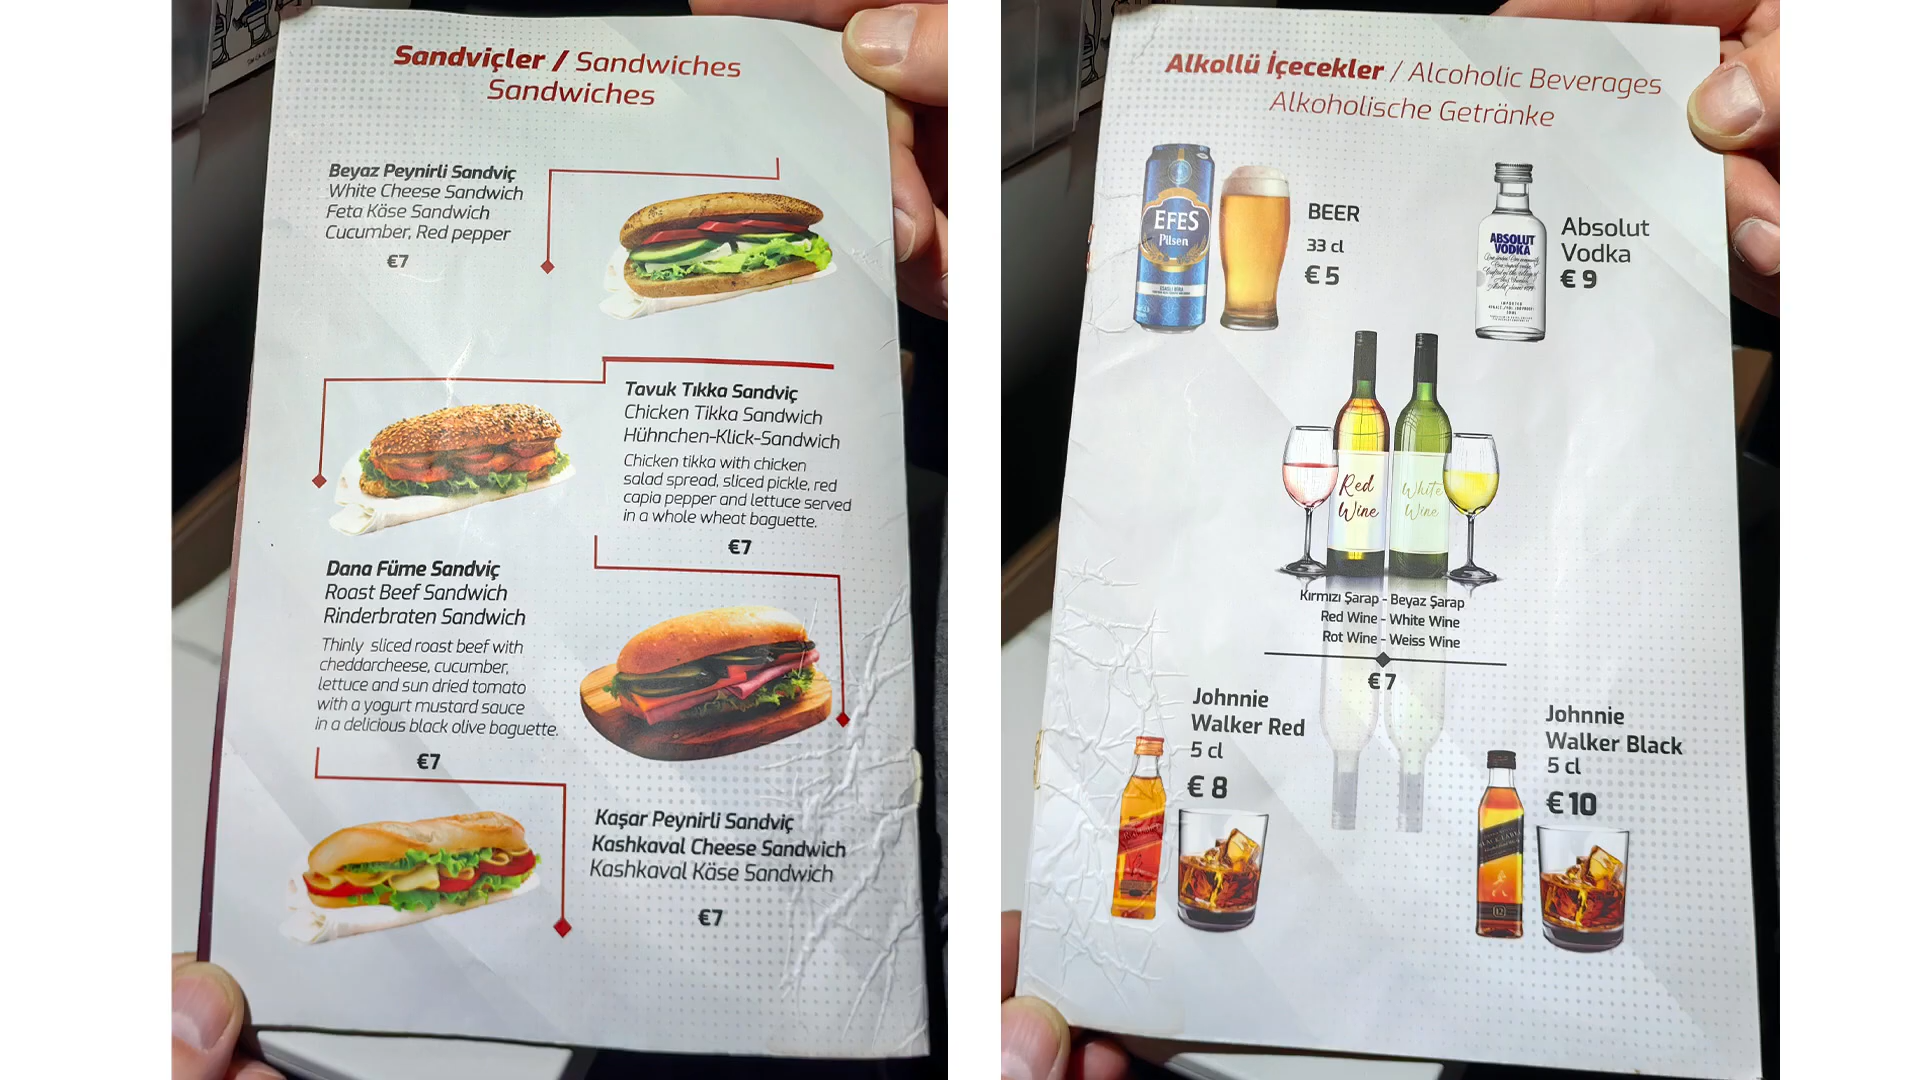 Sandviçler / Sandwiches
Sandwiches
Beyaz Peynirli Sandviç
White Cheese Sandwich
Feta Käse Sandwich
Cucumber, Red pepper
€7
Tavuk Tıkka Sandviç
Chicken Tikka Sandwich
Hühnchen-Klick-Sandwich
Chicken tikka with chicken
salad spread, sliced pickle, red
capia pepper and lettuce served
in a whole wheat baguette.
€7
Dana Füme Sandviç
Roast Beef Sandwich
Rinderbraten Sandwich
Thinly sliced roast beef with
cheddarcheese, cucumber,
lettuce and sun dried tomato
with a yogurt mustard sauce
in a delicious black olive baguette.
€7
Kaşar Peynirli Sandviç
Kashkaval Cheese Sandwich
Kashkaval Käse Sandwich
€7
Alkollü İçecekler / Alcoholic Beverages
Alkoholische Getränke
EFES
Pilsen
BEER
33 cl
€ 5
ABSOLUT
VODKA
Absolut
Vodka
€ 9
Red
Wine
White
Wine
Kırmızı Şarap - Beyaz Şarap
Red Wine - White Wine
Rot Wine - Weiss Wine
€ 7
Johnnie
Walker Red
5 cl
€ 8
Johnnie
Walker Black
5 cl
€ 10
12